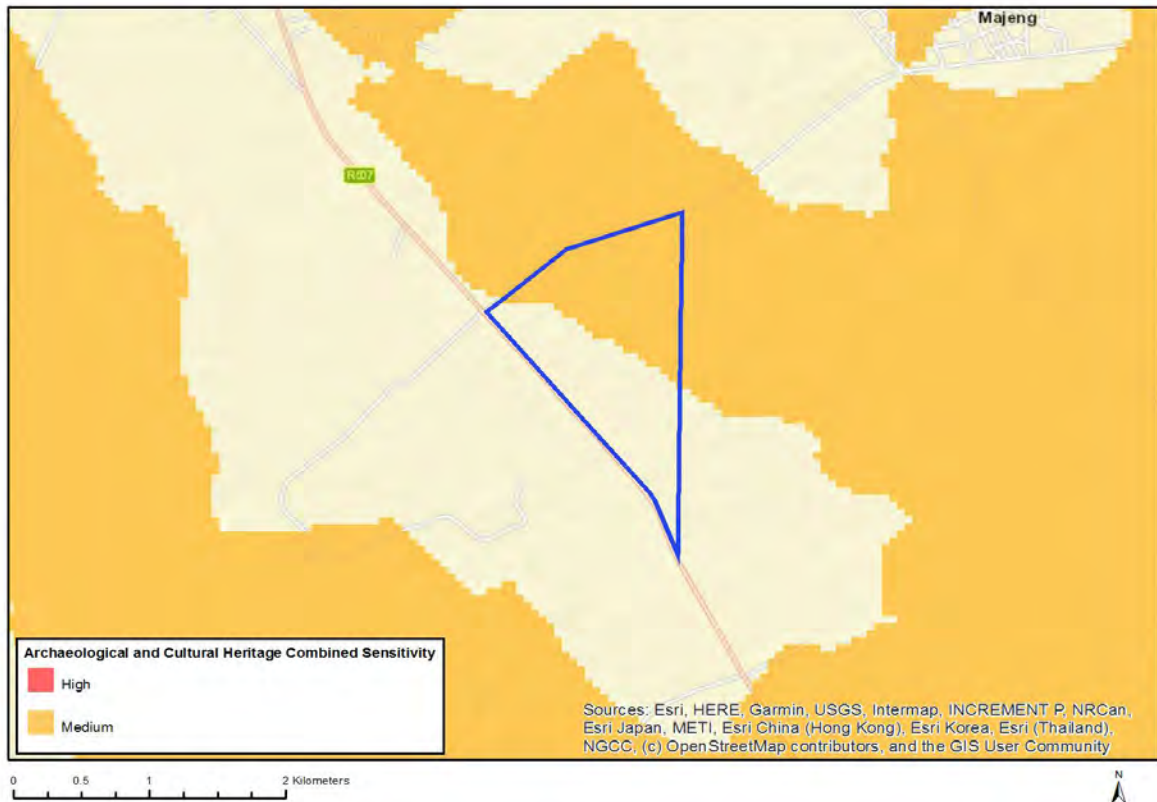 Majeng
R507
Archaeological and Cultural Heritage Combined Sensitivity
High
Medium
Sources: Esri, HERE, Garmin, USGS, Intermap, INCREMENT P, NRCan,
Esri Japan, METI, Esri China (Hong Kong), Esri Korea, Esri (Thailand),
NGCC, (c) OpenStreetMap contributors, and the GIS User Community
0 0.5 1 2 Kilometers
N